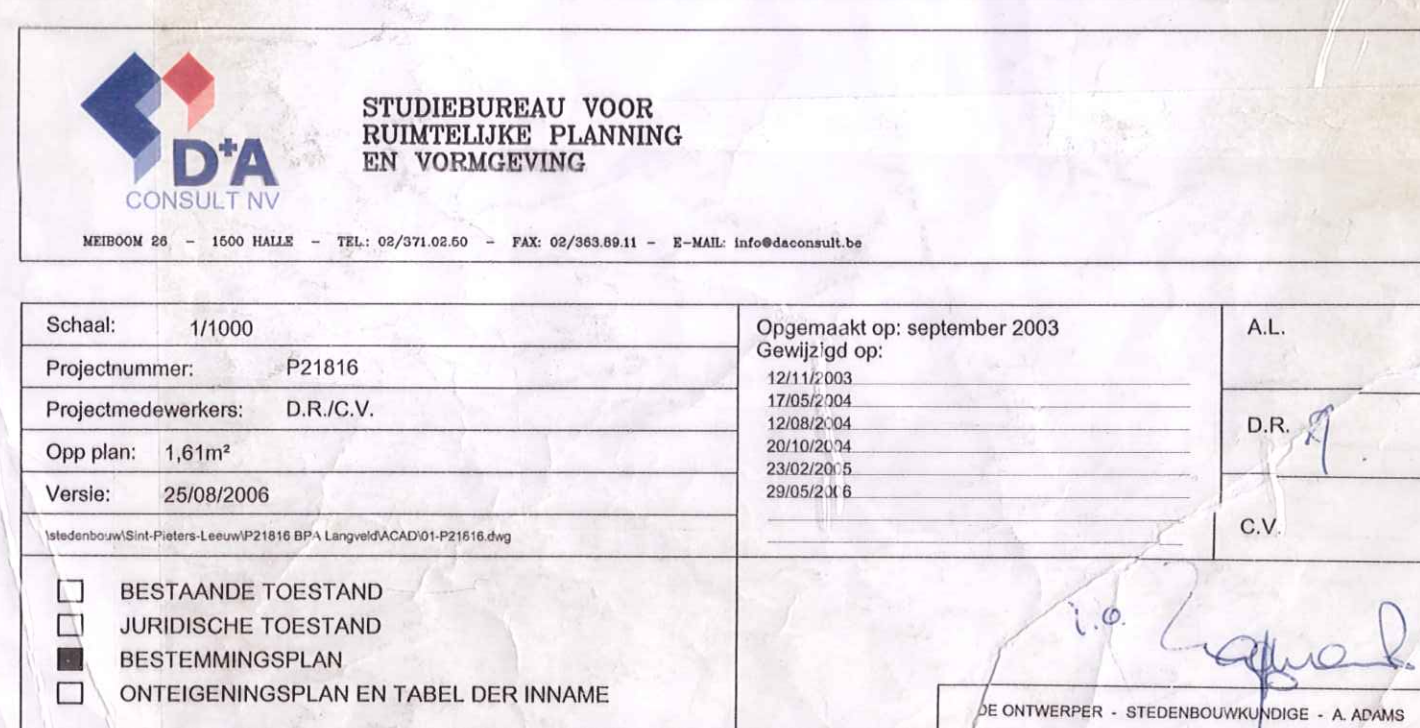 STUDIEBUREAU VOOR
RUIMTELIJKE PLANNING
EN VORMGEVING
D+A
CONSULT NV
MEIBOOM 26 - 1500 HALLE - TEL.: 02/371.02.50 - FAX: 02/363.89.11 - E-MAIL: info@daconsult.be
Schaal: 1/1000
Projectnummer: P21816
Projectmedewerkers: D.R./C.V.
Opp plan: 1,61m²
Versie: 25/08/2006
\stedenbouw\Sint-Pieters-Leeuw\P21816 BPA Langveld\ACAD\01-P21816.dwg
Opgemaakt op: september 2003
Gewijzigd op:
12/11/2003
17/05/2004
12/08/2004
20/10/2004
23/02/2005
29/05/2006
A.L.
D.R.
C.V.
BESTAANDE TOESTAND
JURIDISCHE TOESTAND
BESTEMMINGSPLAN
ONTEIGENINGSPLAN EN TABEL DER INNAME
i.o.
DE ONTWERPER - STEDENBOUWKUNDIGE - A. ADAMS